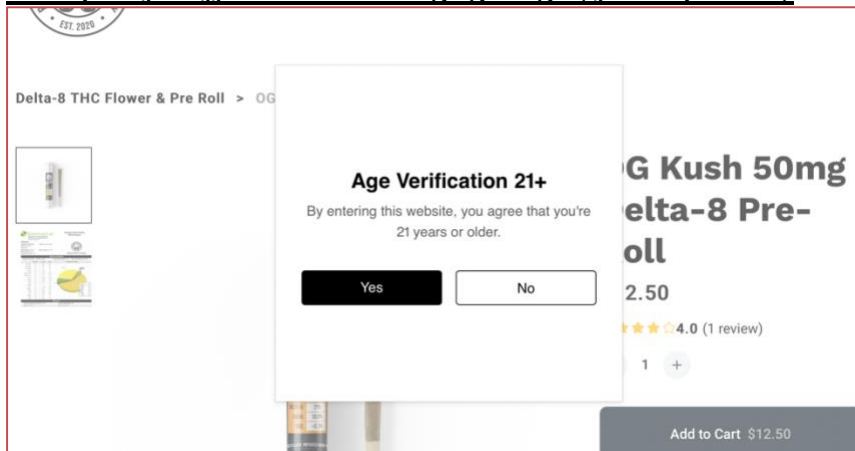 EST. 2020
Delta-8 THC Flower & Pre Roll > OG
Age Verification 21+
By entering this website, you agree that you're
21 years or older.
Yes
No
G Kush 50mg
elta-8 Pre-
oll
2.50
4.0 (1 review)
1 +
Add to Cart $12.50